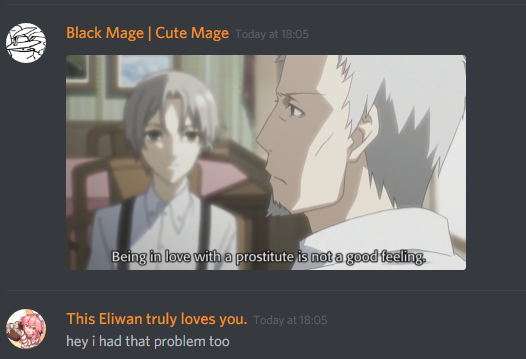 Black Mage | Cute Mage Today at 18:05
Being in love with a prostitute is not a good feeling.
This Eliwan truly loves you. Today at 18:05
hey i had that problem too